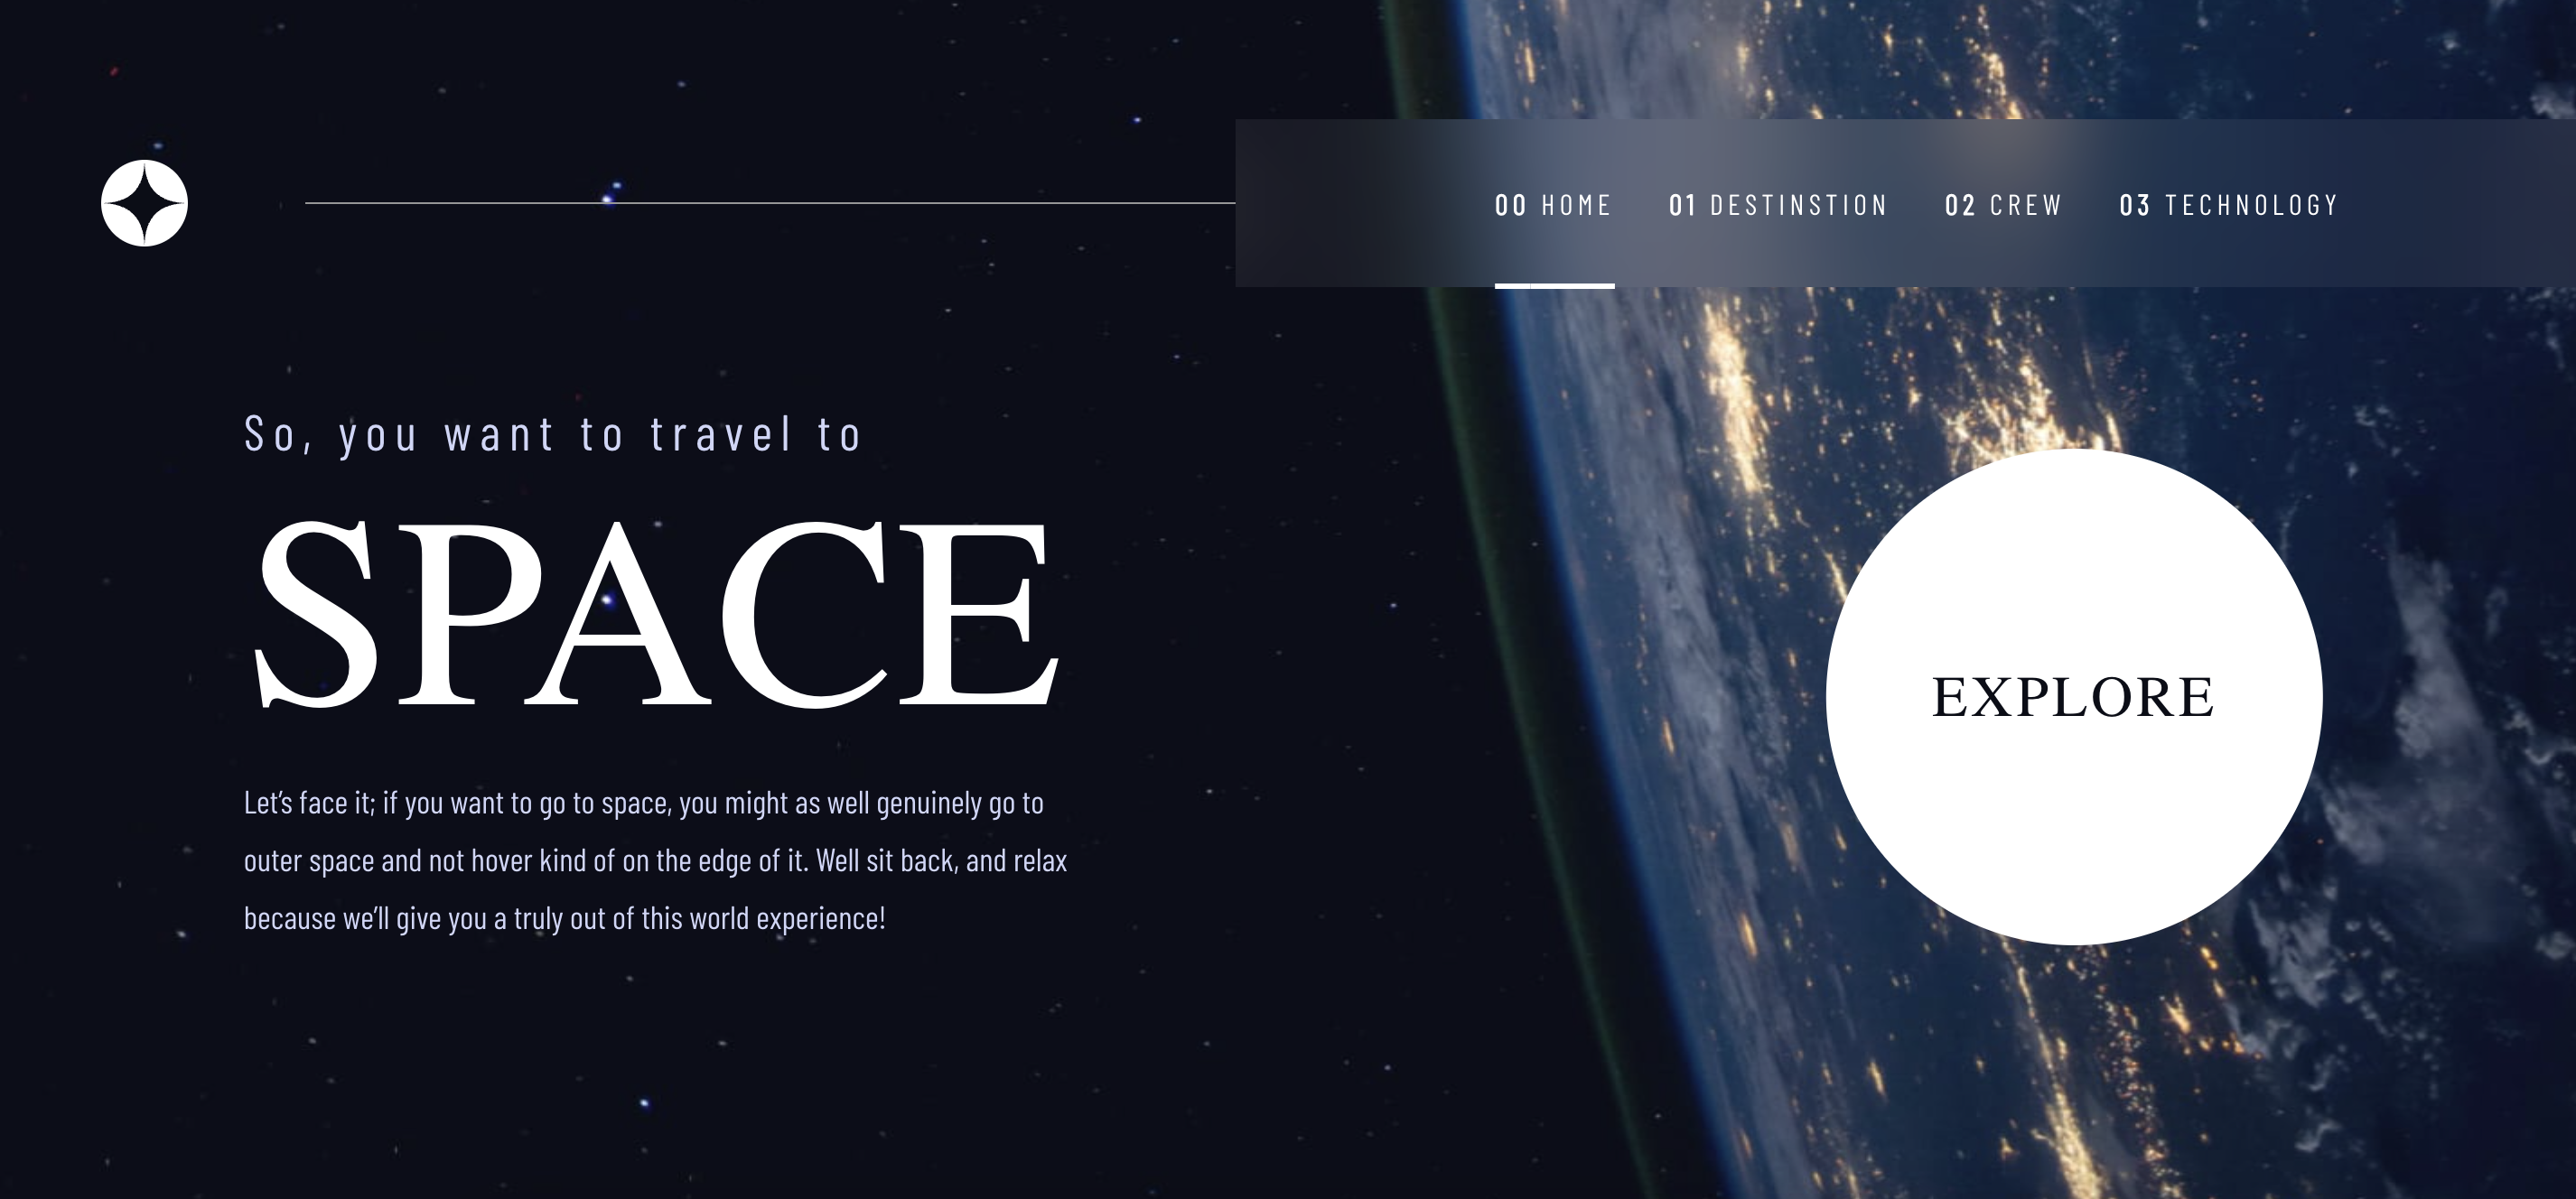 00 HOME 01 DESTINSTION 02 CREW 03 TECHNOLOGY
So, you want to travel to
SPACE
Let’s face it; if you want to go to space, you might as well genuinely go to
outer space and not hover kind of on the edge of it. Well sit back, and relax
because we’ll give you a truly out of this world experience!
EXPLORE